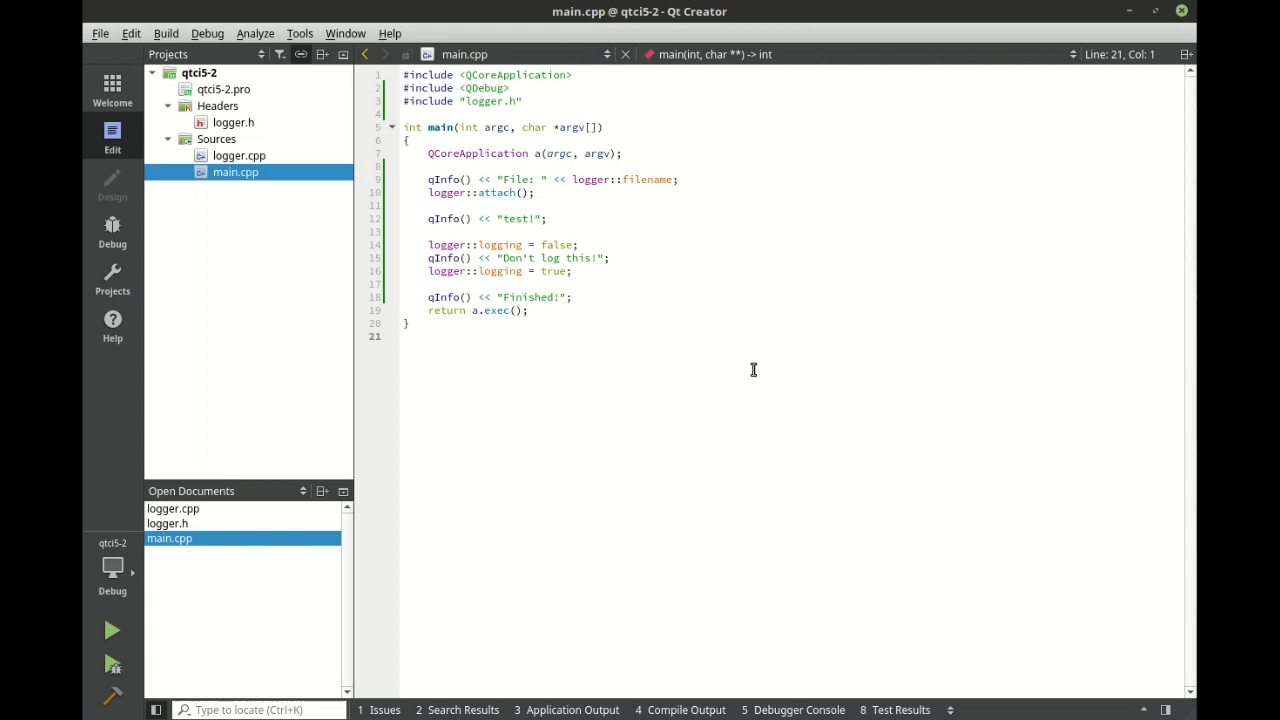 main.cpp @ qtci5-2 - Qt Creator
File Edit Build Debug Analyze Tools Window Help
Projects
main.cpp
main(int, char **) -> int
Line: 21, Col: 1
Welcome
Edit
Design
Debug
Projects
Help
qtci5-2
qtci5-2.pro
Headers
logger.h
Sources
logger.cpp
main.cpp
1 #include <QCoreApplication>
2 #include <QDebug>
3 #include "logger.h"
4
5 int main(int argc, char *argv[])
6 {
7 QCoreApplication a(argc, argv);
8
9 qInfo() << "File: " << logger::filename;
10 logger::attach();
11
12 qInfo() << "test!";
13
14 logger::logging = false;
15 qInfo() << "Don't log this!";
16 logger::logging = true;
17
18 qInfo() << "Finished!";
19 return a.exec();
20 }
21
Open Documents
logger.cpp
logger.h
main.cpp
qtci5-2
Debug
Type to locate (Ctrl+K)
1 Issues 2 Search Results 3 Application Output 4 Compile Output 5 Debugger Console 8 Test Results